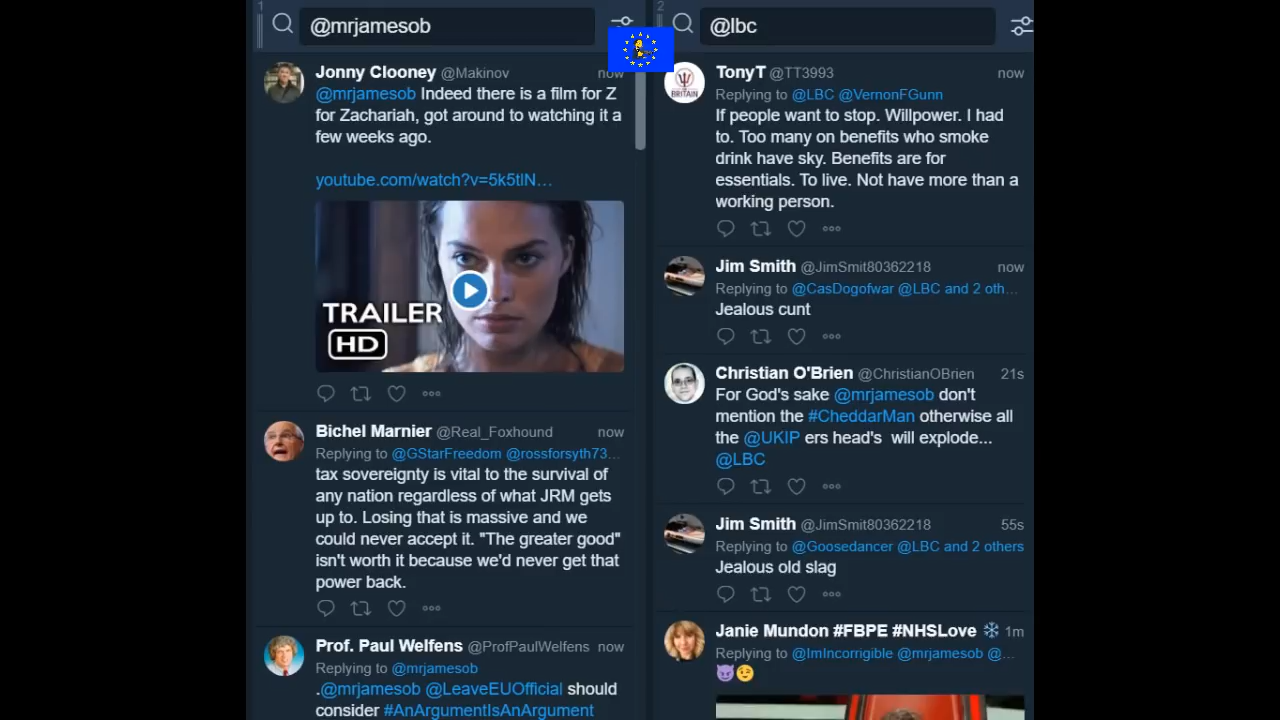 1
@mrjamesob
Jonny Clooney @Makinov now
@mrjamesob Indeed there is a film for Z
for Zachariah, got around to watching it a
few weeks ago.
youtube.com/watch?v=5k5tlN…
TRAILER
HD
Bichel Marnier @Real_Foxhound now
Replying to @GStarFreedom @rossforsyth73…
tax sovereignty is vital to the survival of
any nation regardless of what JRM gets
up to. Losing that is massive and we
could never accept it. "The greater good"
isn't worth it because we'd never get that
power back.
Prof. Paul Welfens @ProfPaulWelfens now
Replying to @mrjamesob
.@mrjamesob @LeaveEUOfficial should
consider #AnArgumentIsAnArgument
2
@lbc
TonyT @TT3993 now
BRITAIN
Replying to @LBC @VernonFGunn
If people want to stop. Willpower. I had
to. Too many on benefits who smoke
drink have sky. Benefits are for
essentials. To live. Not have more than a
working person.
Jim Smith @JimSmit80362218 now
Replying to @CasDogofwar @LBC and 2 oth…
Jealous cunt
Christian O'Brien @ChristianOBrien 21s
For God's sake @mrjamesob don't
mention the #CheddarMan otherwise all
the @UKIP ers head's will explode...
@LBC
Jim Smith @JimSmit80362218 55s
Replying to @Goosedancer @LBC and 2 others
Jealous old slag
Janie Mundon #FBPE #NHSLove ❄ 1m
Replying to @ImIncorrigible @mrjamesob @…
😈😉